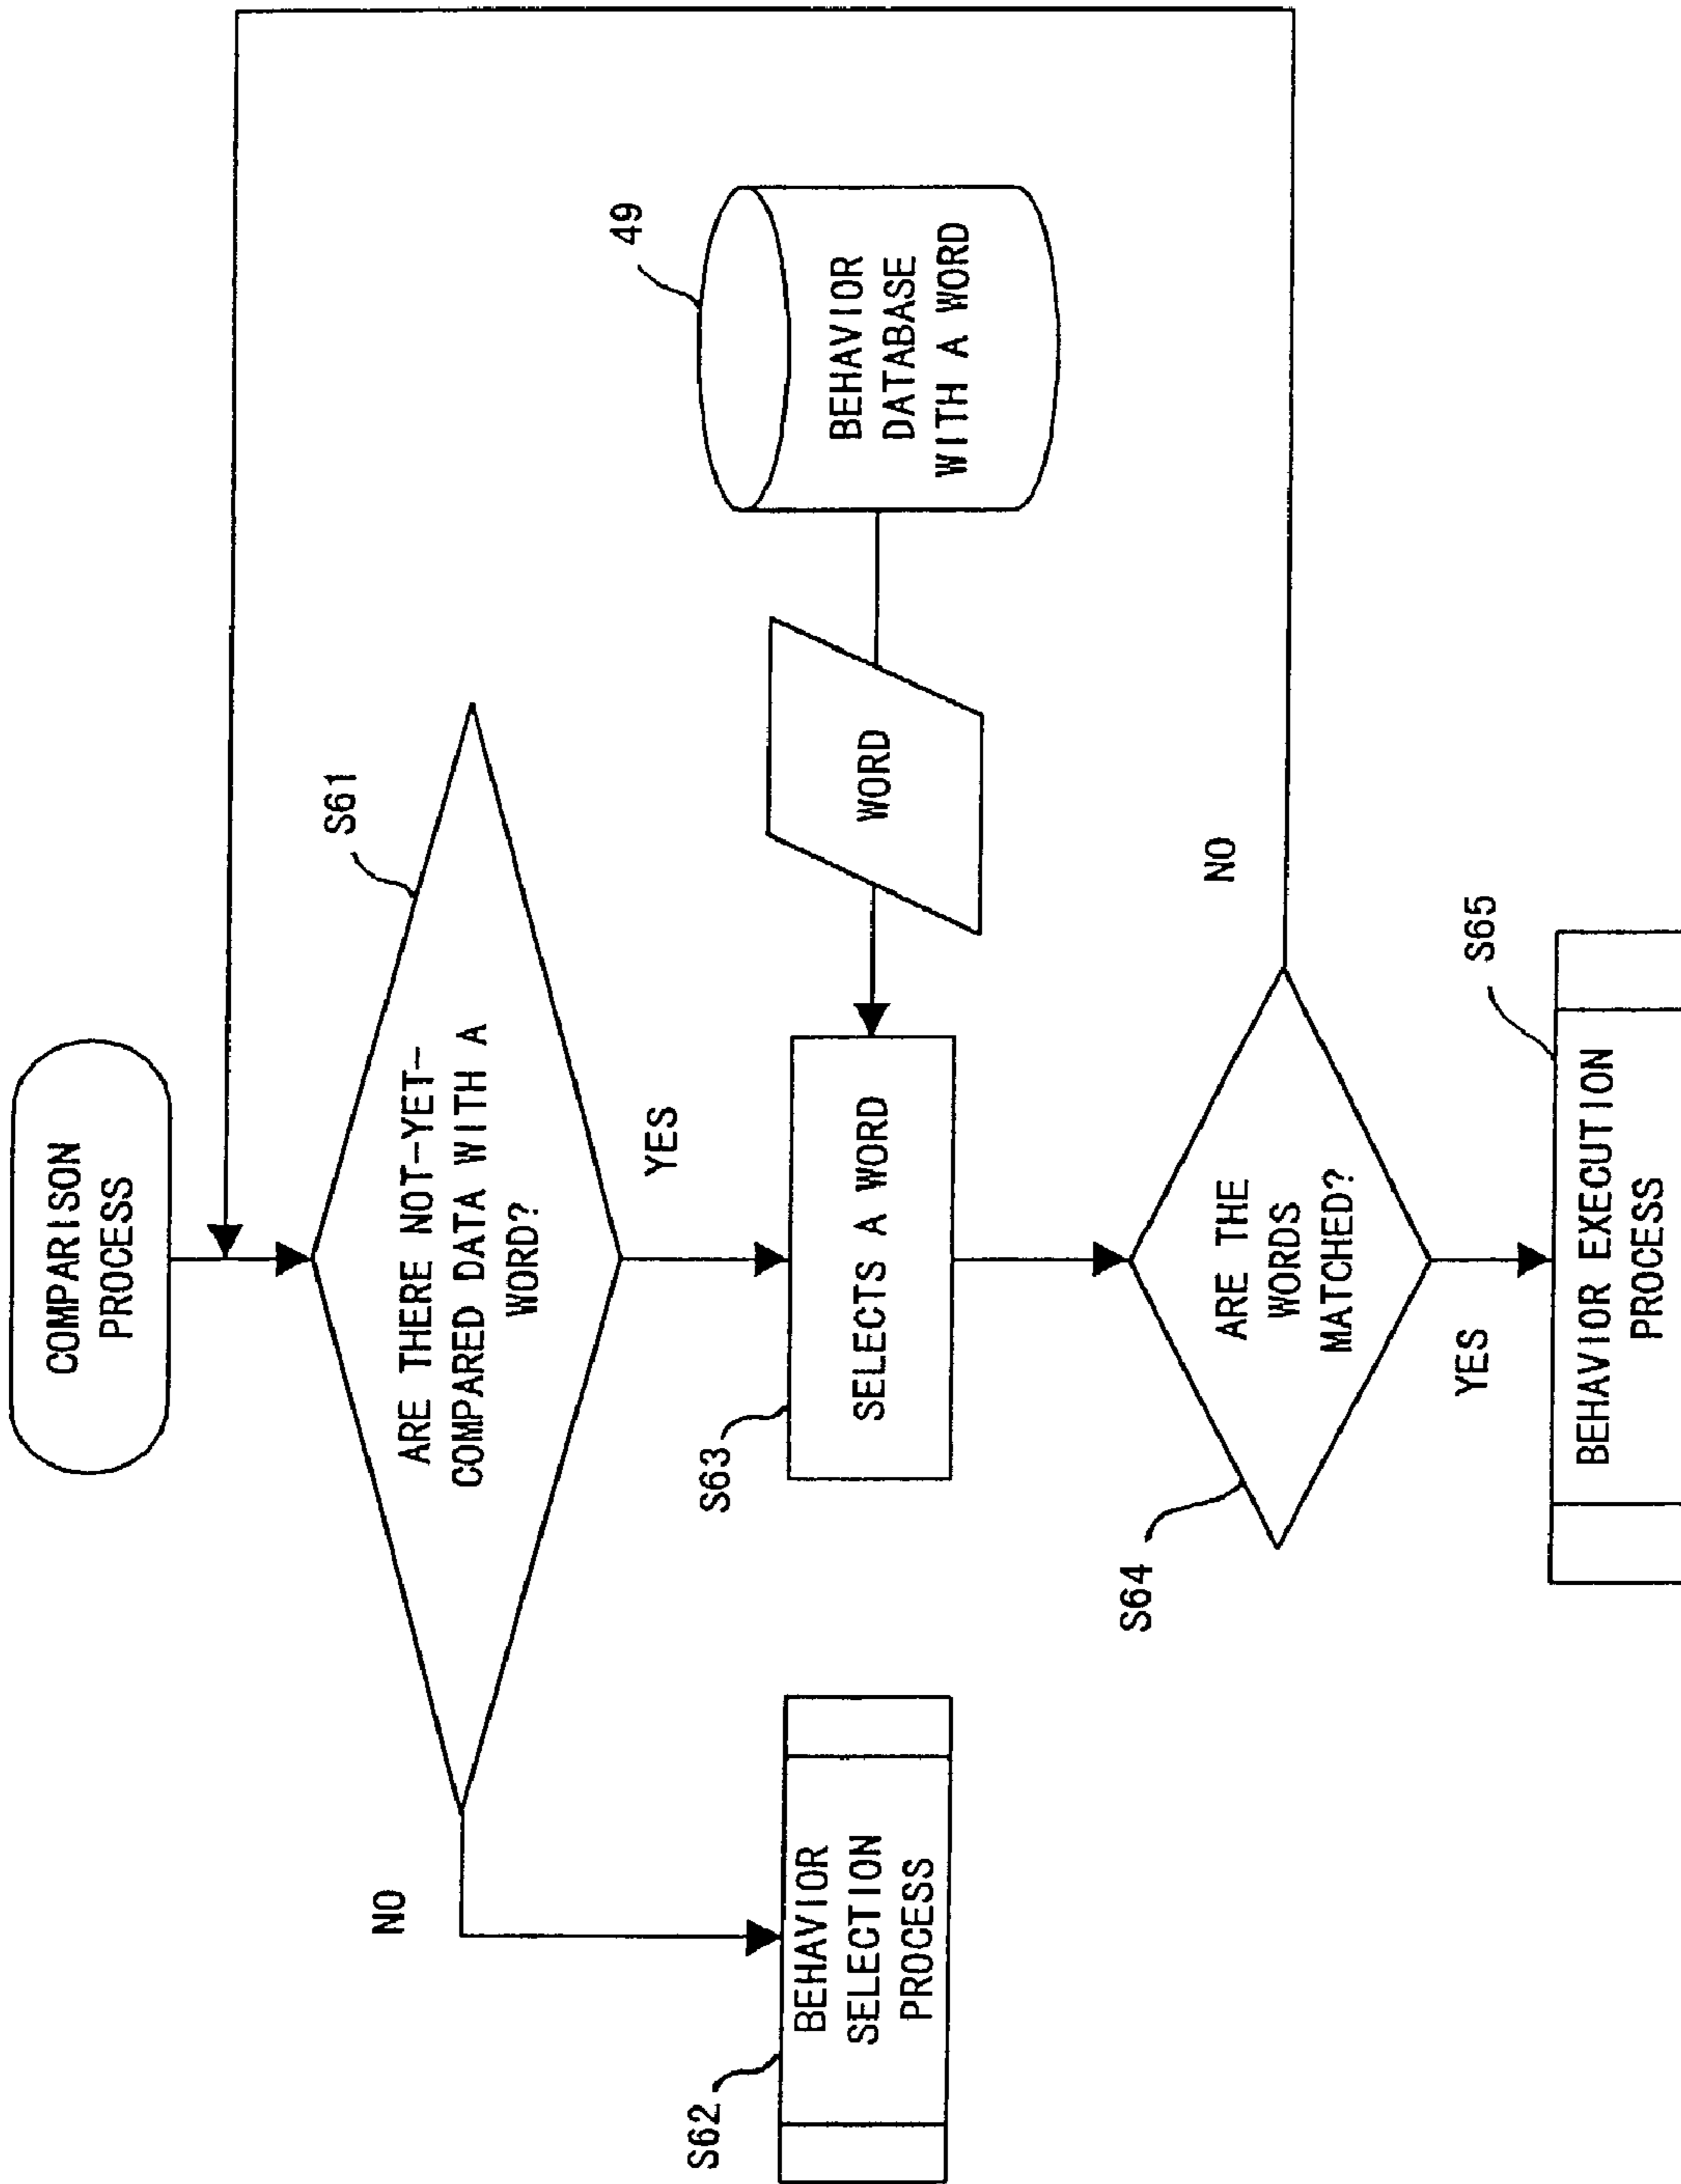 COMPARISON
PROCESS
S61
ARE THERE NOT-YET-
COMPARED DATA WITH A
WORD?
NO
YES
49
BEHAVIOR
DATABASE
WITH A WORD
WORD
S63
SELECTS A WORD
S62
BEHAVIOR
SELECTION
PROCESS
S64
ARE THE
WORDS
MATCHED?
NO
YES
S65
BEHAVIOR EXECUTION
PROCESS